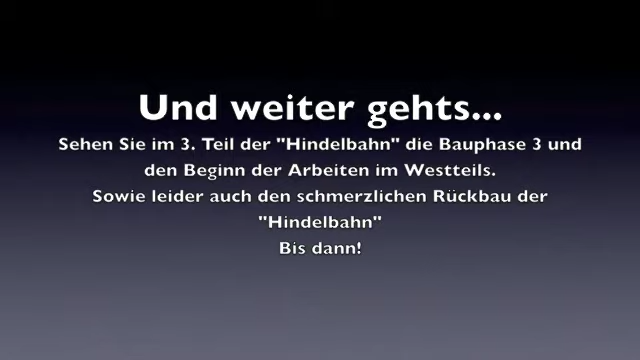 Und weiter gehts...
Sehen Sie im 3. Teil der "Hindelbahn" die Bauphase 3 und
den Beginn der Arbeiten im Westteils.
Sowie leider auch den schmerzlichen Rückbau der
"Hindelbahn"
Bis dann!